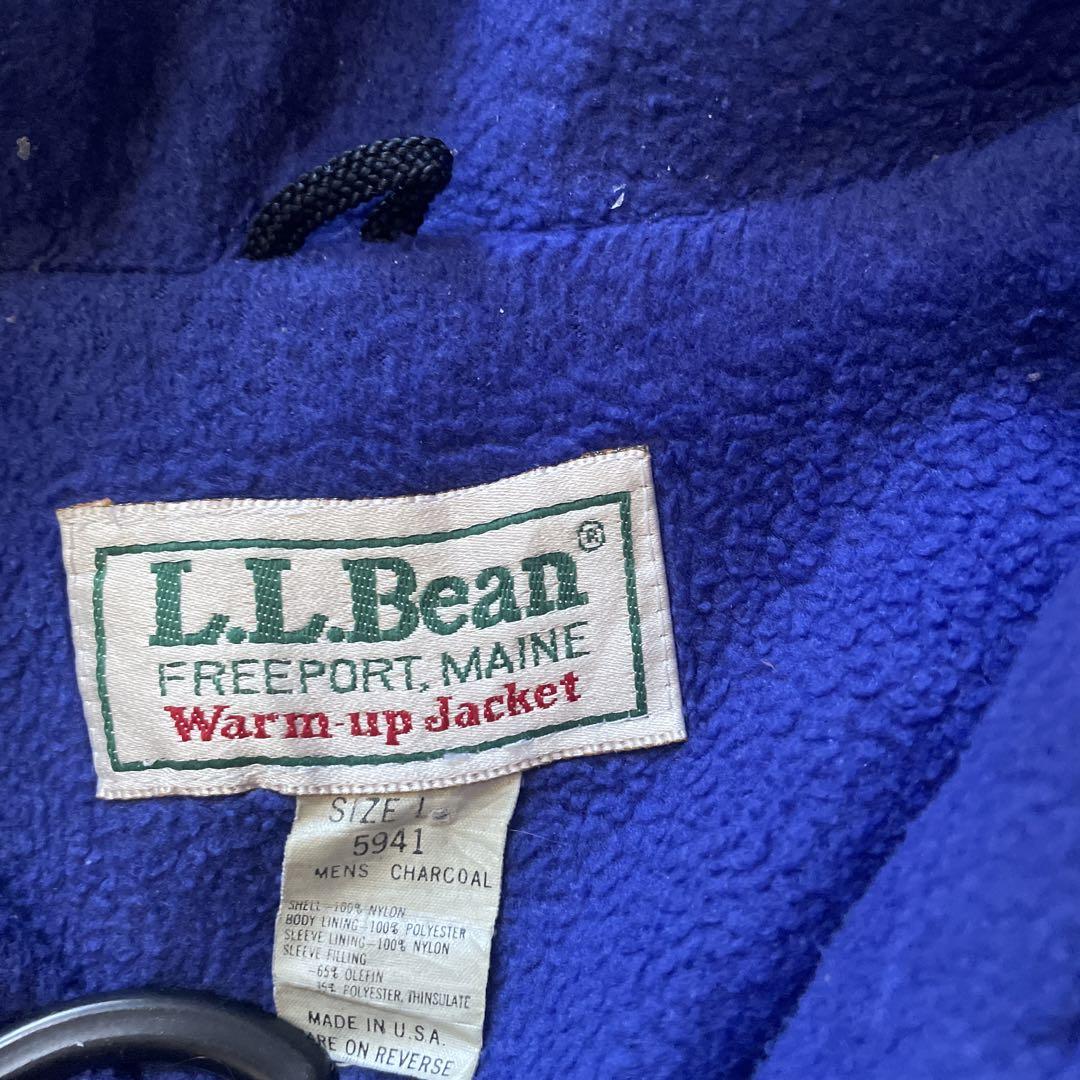 L.L.Bean®
FREEPORT, MAINE
Warm-up Jacket
SIZE L
5941
MENS CHARCOAL
SHELL-100% NYLON
BODY LINING-100% POLYESTER
SLEEVE LINING-100% NYLON
SLEEVE FILLING
-65% OLEFIN
35% POLYESTER, THINSULATE
MADE IN U.S.A.
ON REVERSE